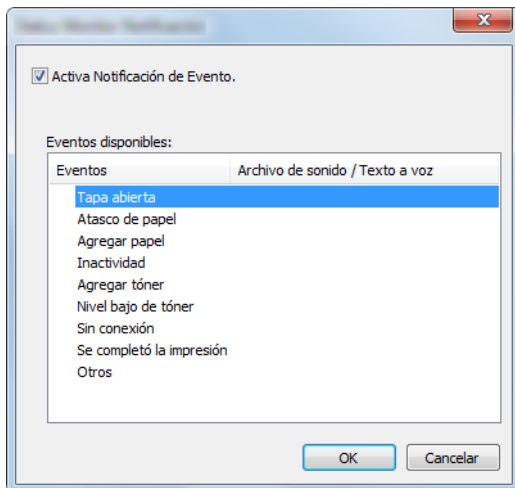 Activa Notificación de Evento.
Eventos disponibles:
Eventos Archivo de sonido / Texto a voz
Tapa abierta
Atasco de papel
Agregar papel
Inactividad
Agregar tóner
Nivel bajo de tóner
Sin conexión
Se completó la impresión
Otros
OK Cancelar